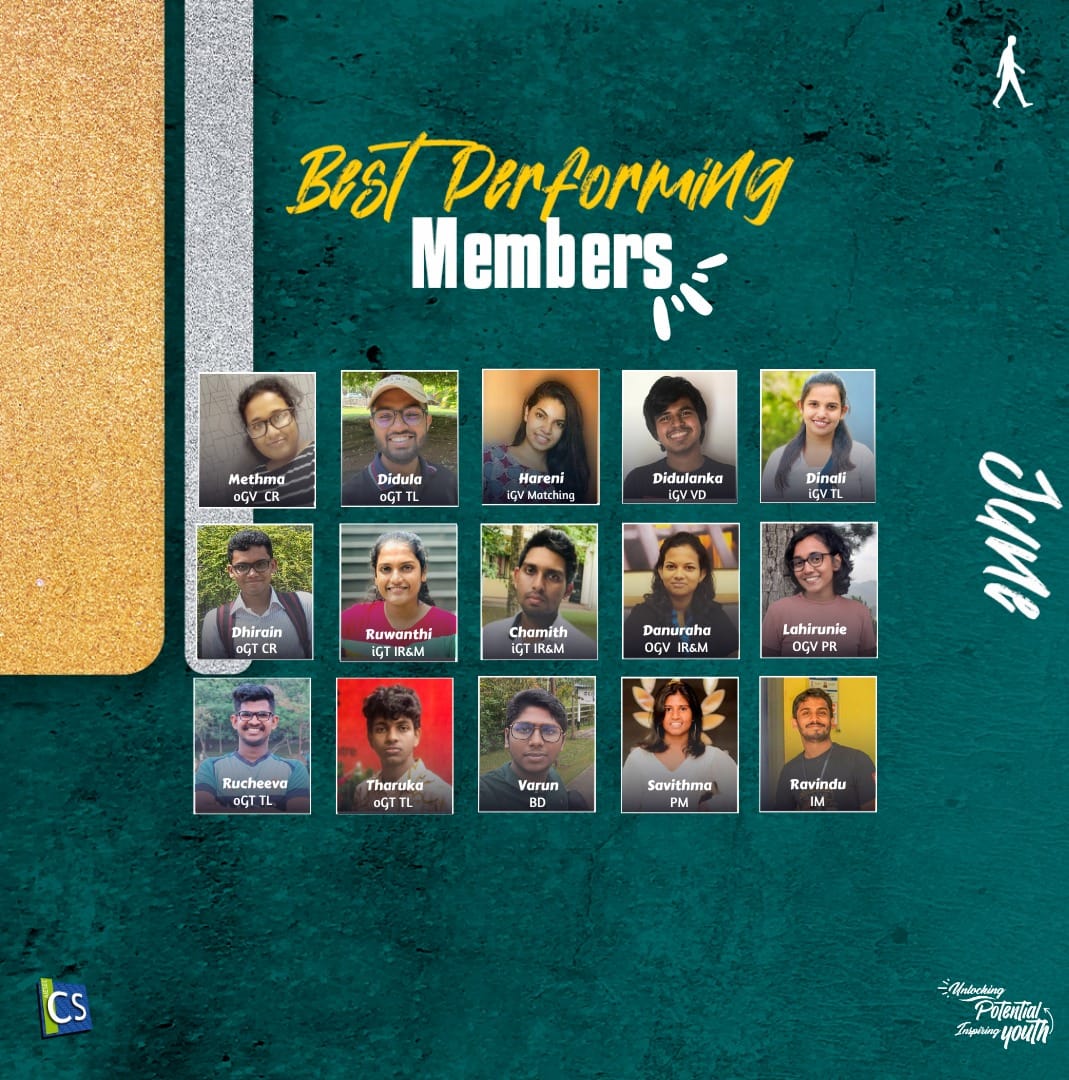 Best Performing
Members
June
Methma
oGV CR
Didula
oGT TL
Hareni
iGV Matching
Didulanka
iGV VD
Dinali
iGV TL
Dhirain
oGT CR
Ruwanthi
iGT IR&M
Chamith
iGT IR&M
Danuraha
OGV IR&M
Lahirunie
OGV PR
Rucheeva
oGT TL
Tharuka
oGT TL
Varun
BD
Savithma
PM
Ravindu
IM
CS
Unlocking
Potential
Inspiring youth